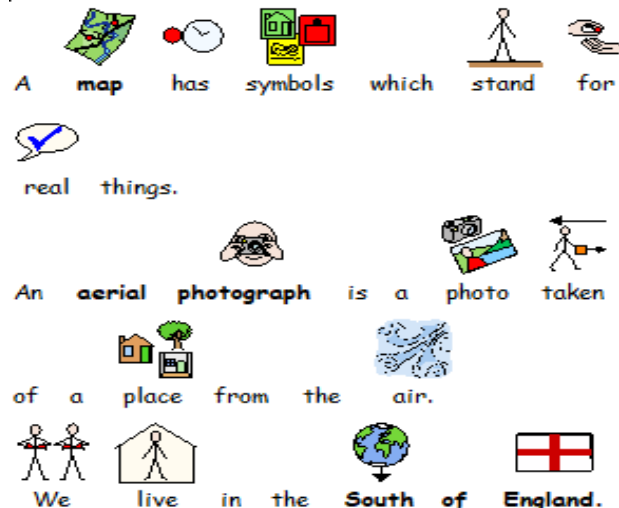 A map has symbols which stand for
real things.
An aerial photograph is a photo taken
of a place from the air.
We live in the South of England.